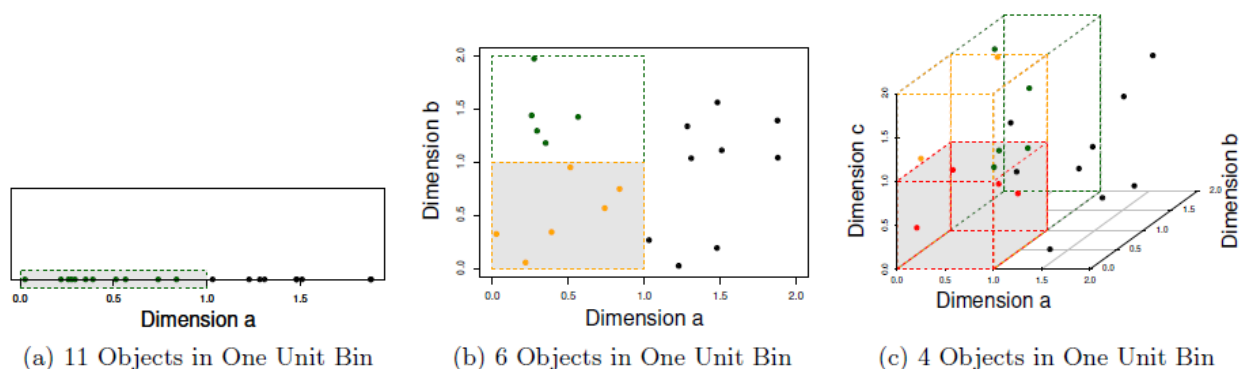 0.0 0.5 1.0 1.5
Dimension a
(a) 11 Objects in One Unit Bin
Dimension b
2.0
1.5
1.0
0.5
0.0
0.0 0.5 1.0 1.5 2.0
Dimension a
(b) 6 Objects in One Unit Bin
Dimension c
2.0
1.5
1.0
0.5
0.0
0.0 0.5 1.0 1.5 2.0
Dimension a
0.0
0.5
1.0
1.5
2.0
Dimension b
(c) 4 Objects in One Unit Bin